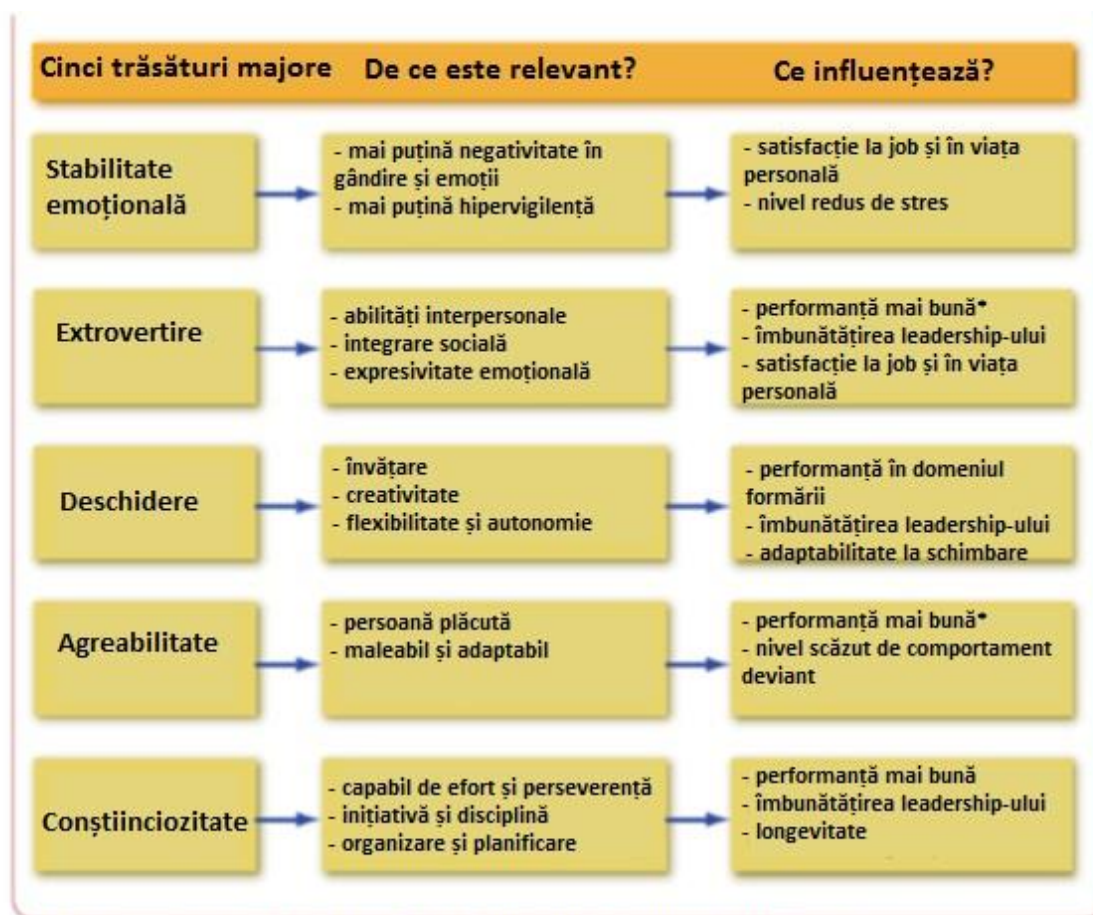 Cinci trăsături majore
De ce este relevant?
Ce influențează?
Stabilitate
emoțională
- mai puțină negativitate în
gândire și emoții
- mai puțină hipervigilență
- satisfacție la job și în viața
personală
- nivel redus de stres
Extrovertire
- abilități interpersonale
- integrare socială
- expresivitate emoțională
- performanță mai bună*
- îmbunătățirea leadership-ului
- satisfacție la job și în viața
personală
Deschidere
- învățare
- creativitate
- flexibilitate și autonomie
- performanță în domeniul
formării
- îmbunătățirea leadership-ului
- adaptabilitate la schimbare
Agreabilitate
- persoană plăcută
- maleabil și adaptabil
- performanță mai bună*
- nivel scăzut de comportament
deviant
Conștiinciozitate
- capabil de efort și perseverență
- inițiativă și disciplină
- organizare și planificare
- performanță mai bună
- îmbunătățirea leadership-ului
- longevitate